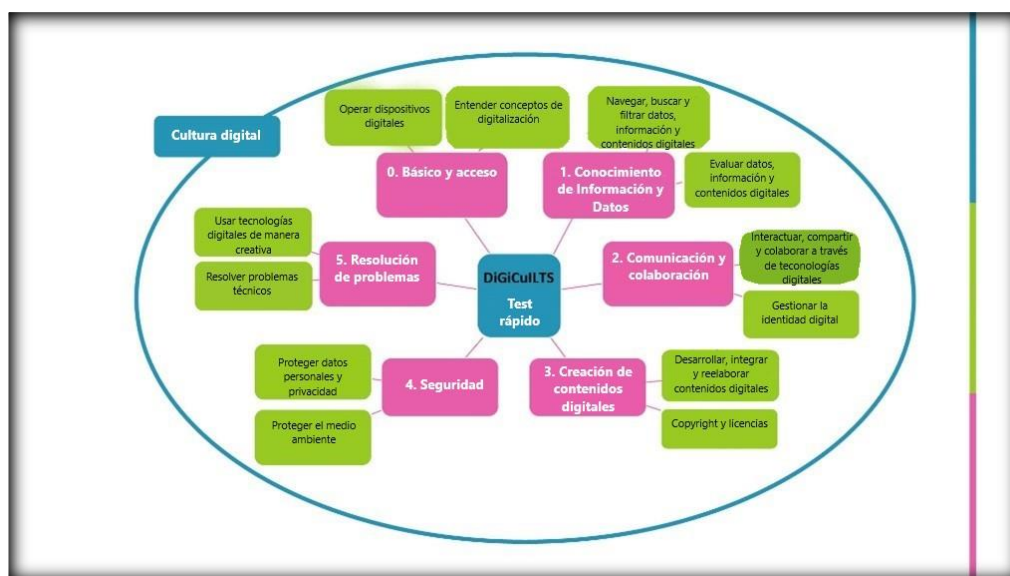 Cultura digital
Operar dispositivos
digitales
Entender conceptos de
digitalización
Navegar, buscar y
filtrar datos,
información y
contenidos digitales
Evaluar datos,
información y
contenidos digitales
0. Básico y acceso
1. Conocimiento
de Información y
Datos
Usar tecnologías
digitales de manera
creativa
Resolver problemas
técnicos
5. Resolución
de problemas
DiGiCulLTS
Test
rápido
2. Comunicación y
colaboración
Interactuar, compartir
y colaborar a través
de teconologías
digitales
Gestionar la
identidad digital
Proteger datos
personales y
privacidad
Proteger el medio
ambiente
4. Seguridad
3. Creación de
contenidos
digitales
Desarrollar, integrar
y reelaborar
contenidos digitales
Copyright y licencias